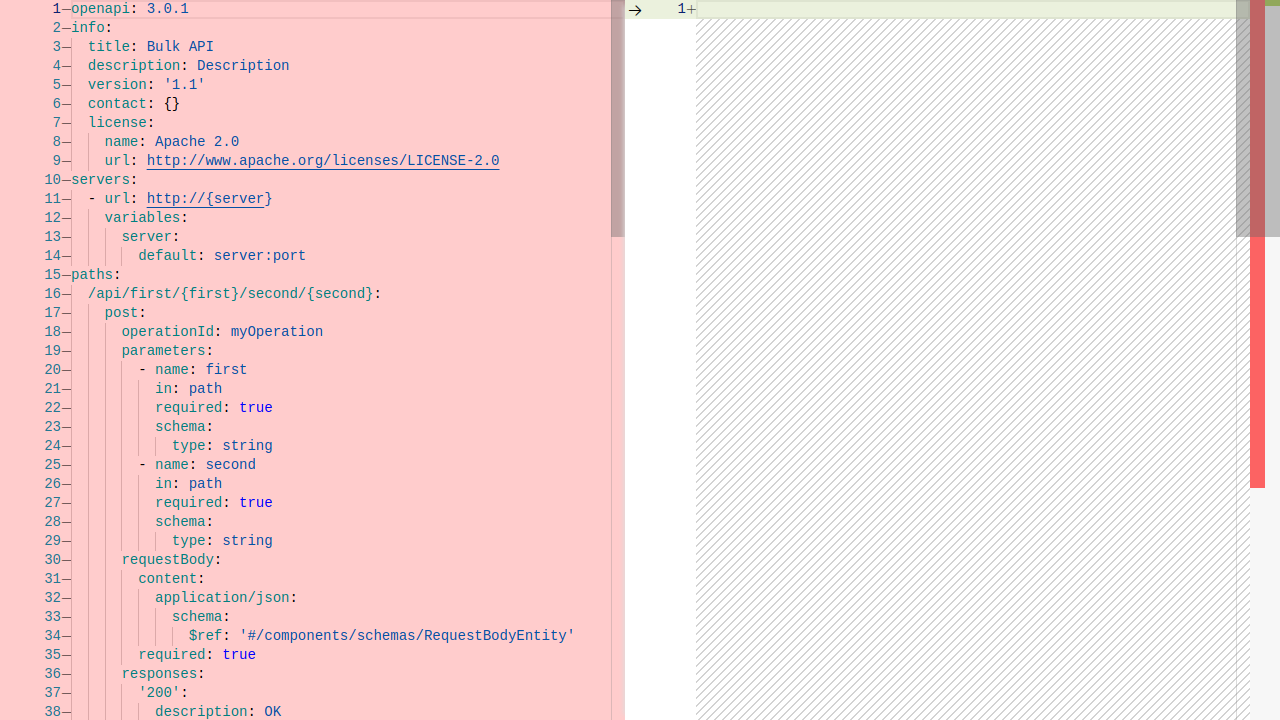 1—openapi: 3.0.1
2—info:
3—  title: Bulk API
4—  description: Description
5—  version: '1.1'
6—  contact: {}
7—  license:
8—    name: Apache 2.0
9—    url: http://www.apache.org/licenses/LICENSE-2.0
10—servers:
11—  - url: http://{server}
12—    variables:
13—      server:
14—        default: server:port
15—paths:
16—  /api/first/{first}/second/{second}:
17—    post:
18—      operationId: myOperation
19—      parameters:
20—        - name: first
21—          in: path
22—          required: true
23—          schema:
24—            type: string
25—        - name: second
26—          in: path
27—          required: true
28—          schema:
29—            type: string
30—      requestBody:
31—        content:
32—          application/json:
33—            schema:
34—              $ref: '#/components/schemas/RequestBodyEntity'
35—        required: true
36—      responses:
37—        '200':
38—          description: OK
→ 1+